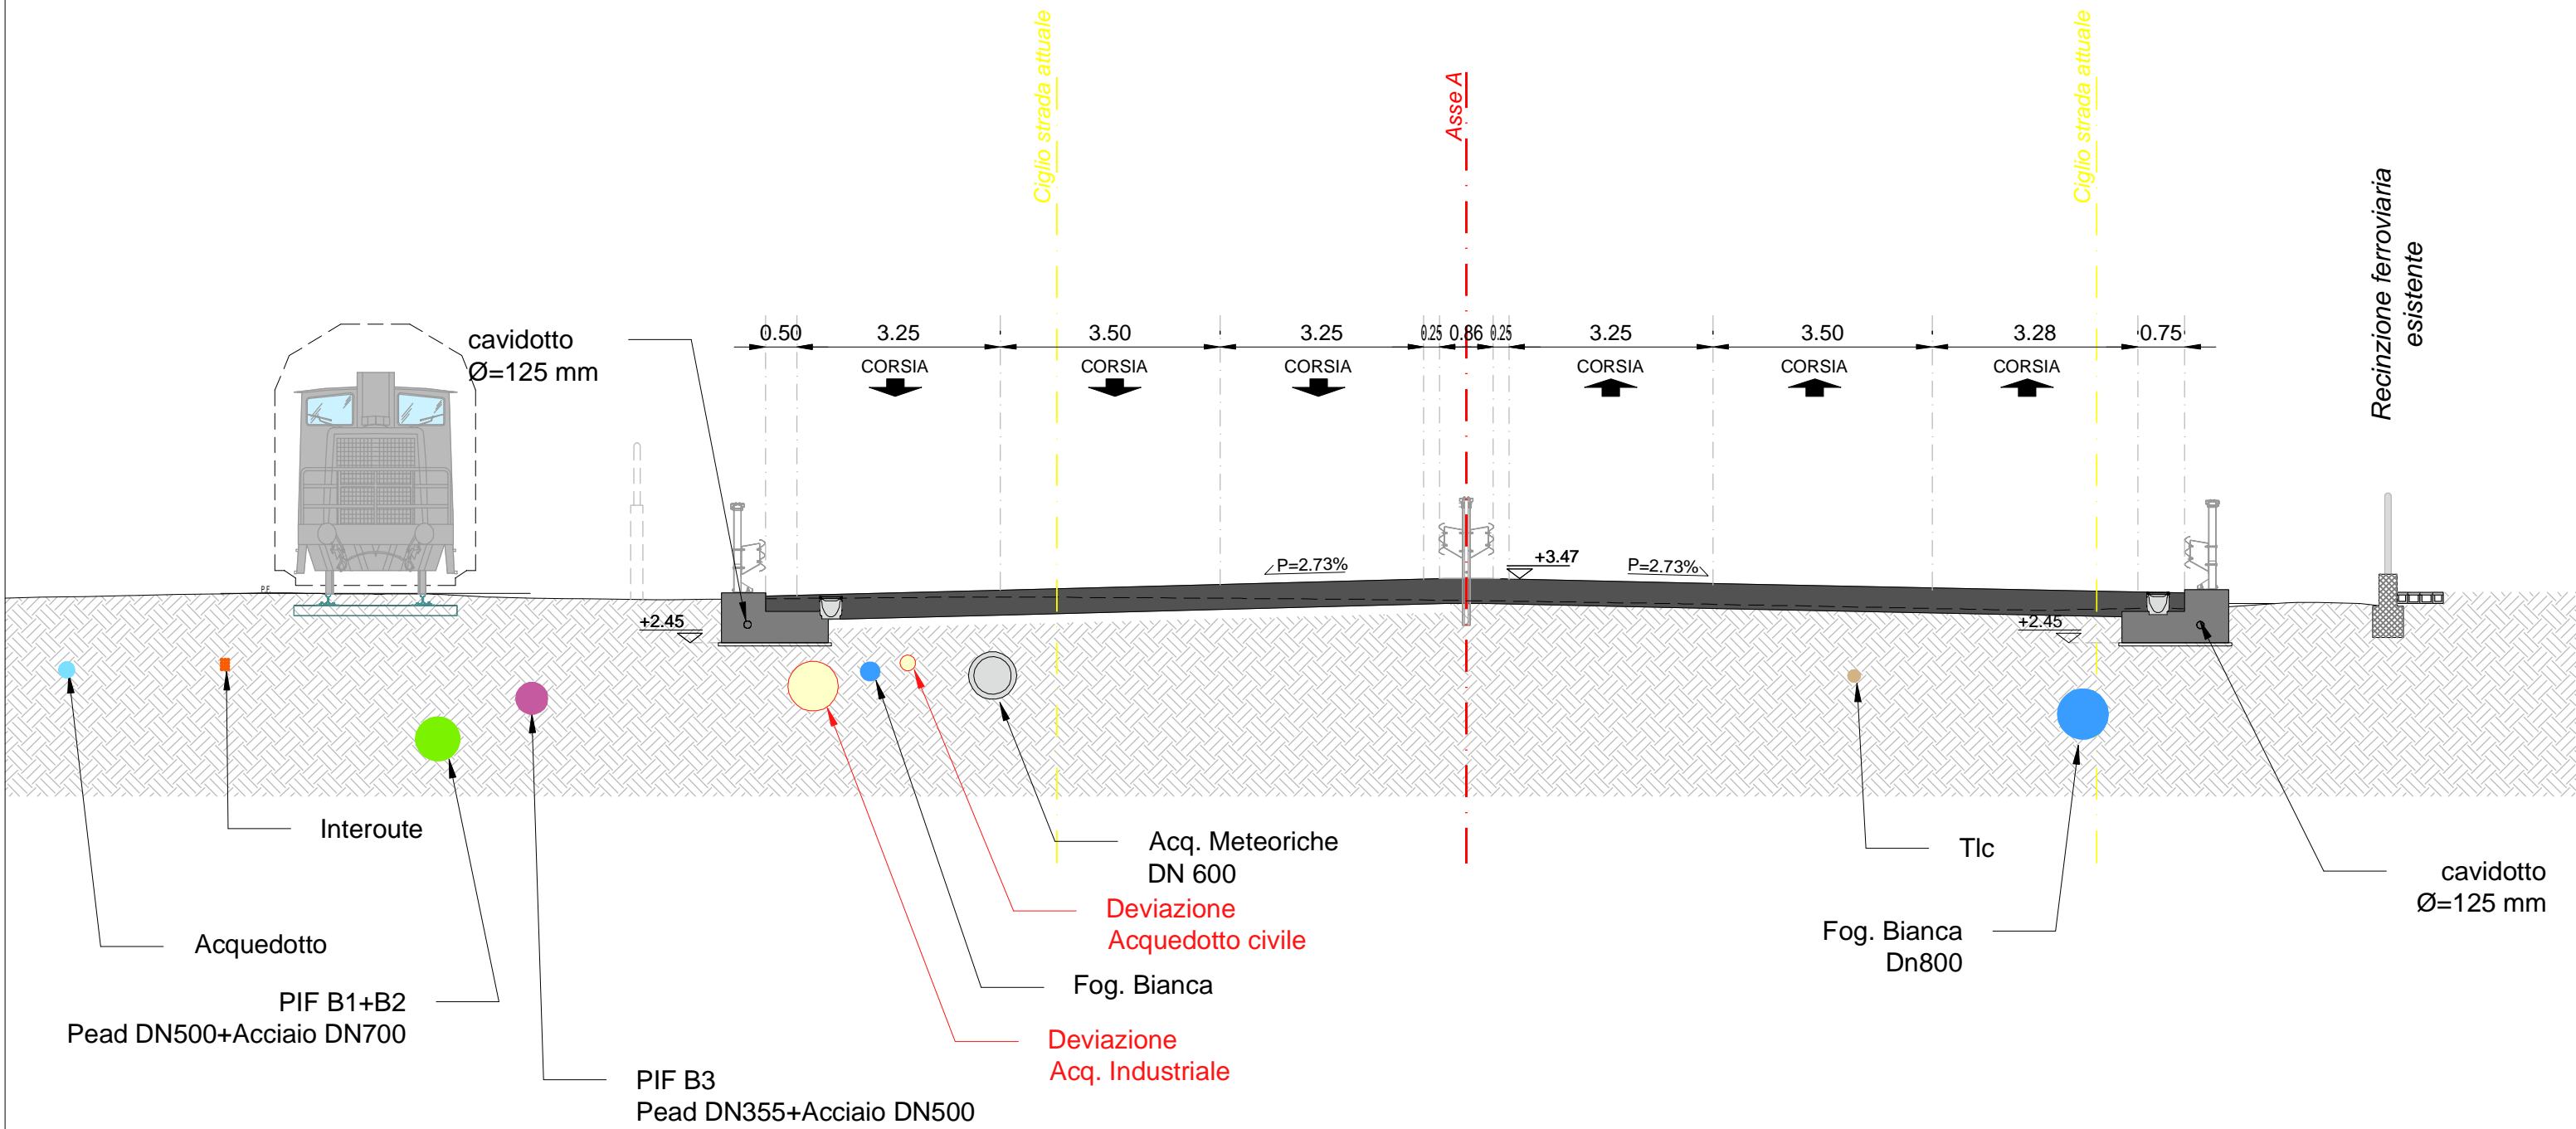 Ciglio strada attuale
Asse A
Ciglio strada attuale
Recinzione ferroviaria
esistente
cavidotto
Ø=125 mm
0.50
3.25
3.50
3.25
0.25
0.86
0.25
3.25
3.50
3.28
0.75
CORSIA
CORSIA
CORSIA
CORSIA
CORSIA
CORSIA
P=2.73%
+3.47
P=2.73%
P.F.
+2.45
+2.45
Interoute
Acq. Meteoriche
DN 600
Tlc
cavidotto
Ø=125 mm
Deviazione
Acquedotto civile
Fog. Bianca
Dn800
Acquedotto
Fog. Bianca
PIF B1+B2
Pead DN500+Acciaio DN700
Deviazione
Acq. Industriale
PIF B3
Pead DN355+Acciaio DN500